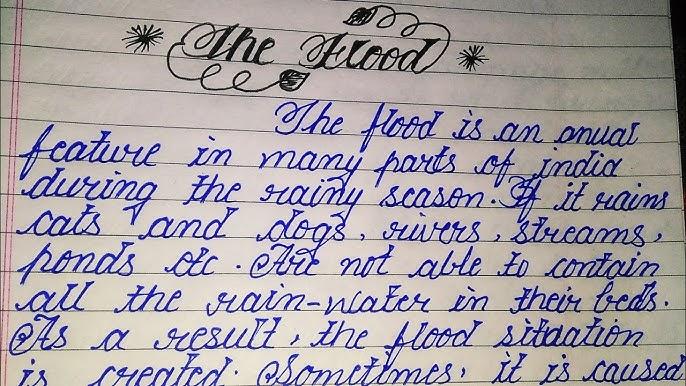 The Flood
The flood is an anual
feature in many parts of india
during the rainy season. If it rains
cats and dogs, rivers, streams,
ponds etc. Are not able to contain
all the rain-water in their beds.
As a result, the flood situation
is created. Sometimes, it is caused